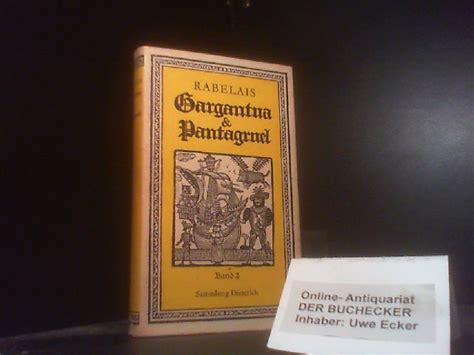 RABELAIS
Gargantua
&
Pantagruel
Band 2
Sammlung Dieterich
Online- Antiquariat
DER BUCHECKER
Inhaber: Uwe Ecker